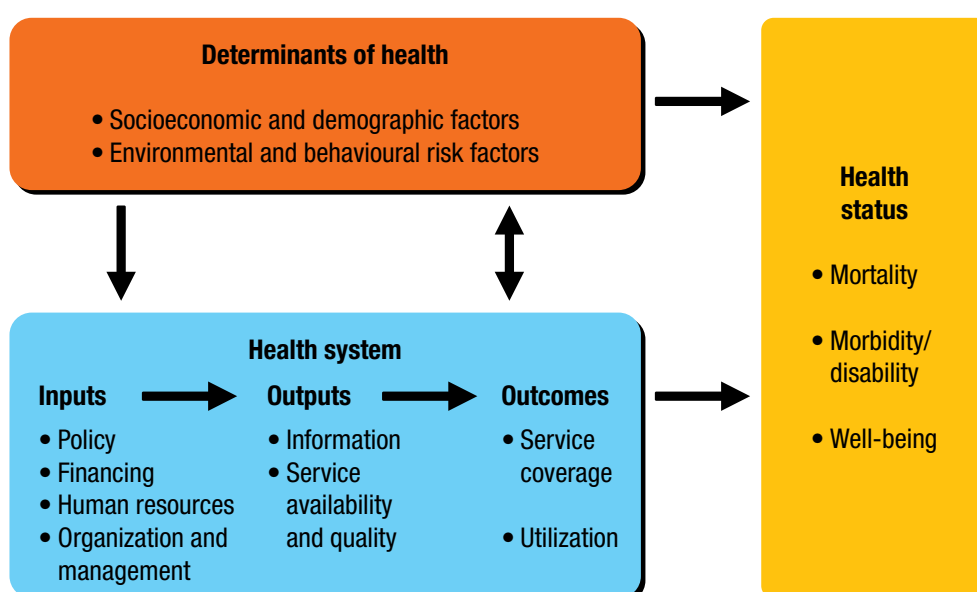 Determinants of health
• Socioeconomic and demographic factors
• Environmental and behavioural risk factors
Health system
Inputs
• Policy
• Financing
• Human resources
• Organization and
management
Outputs
• Information
• Service
availability
and quality
Outcomes
• Service
coverage
• Utilization
Health
status
• Mortality
• Morbidity/
disability
• Well-being